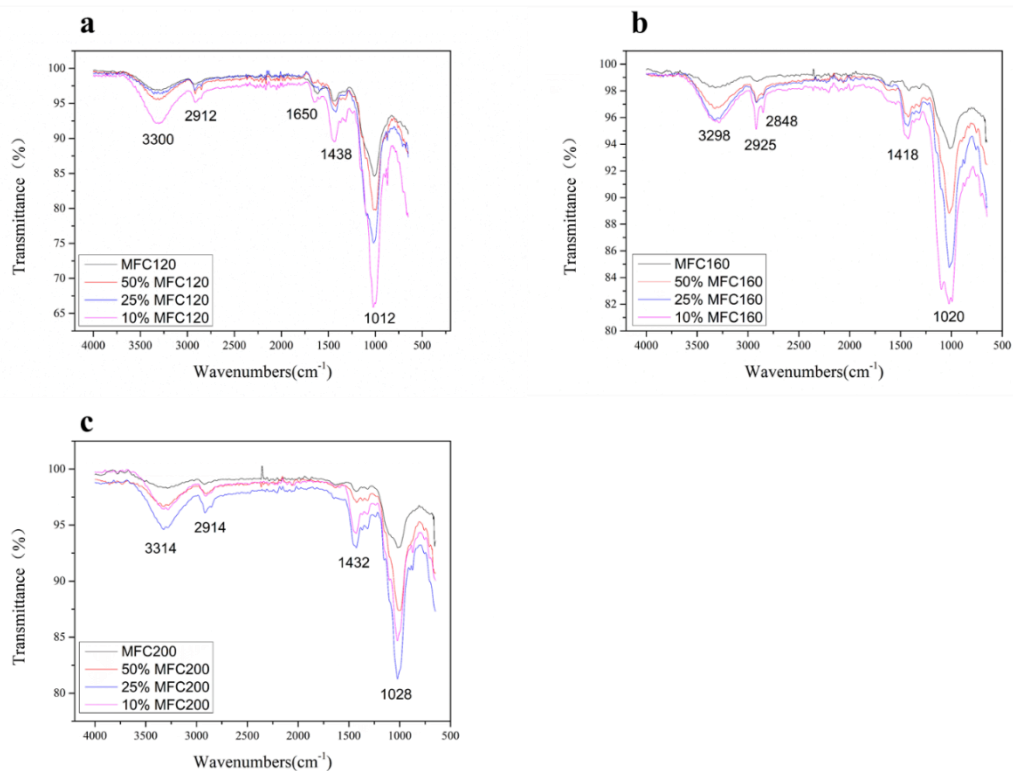 a
Transmittance (%)
100
95
90
85
80
75
70
65
3300
2912
1650
1438
1012
MFC120
50% MFC120
25% MFC120
10% MFC120
4000 3500 3000 2500 2000 1500 1000 500
Wavenumbers(cm⁻¹)
b
Transmittance (%)
100
98
96
94
92
90
88
86
84
82
80
3298
2925
2848
1418
1020
MFC160
50% MFC160
25% MFC160
10% MFC160
4000 3500 3000 2500 2000 1500 1000 500
Wavenumbers(cm⁻¹)
c
Transmittance (%)
100
95
90
85
80
3314
2914
1432
1028
MFC200
50% MFC200
25% MFC200
10% MFC200
4000 3500 3000 2500 2000 1500 1000 500
Wavenumbers(cm⁻¹)